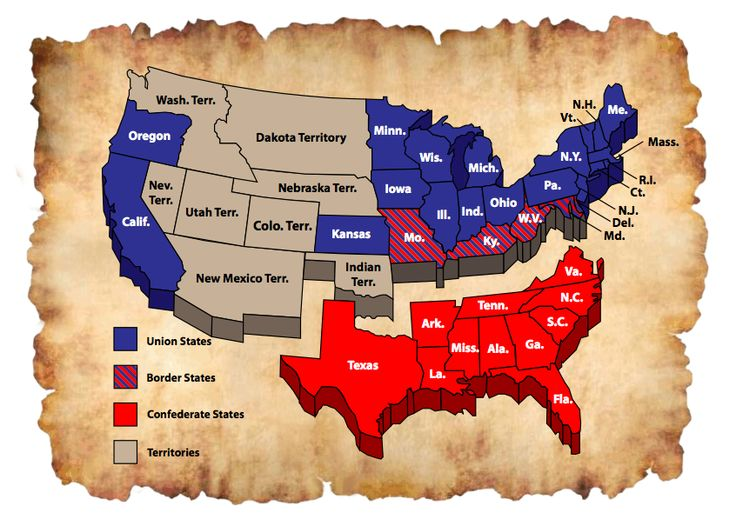 Wash. Terr.
Oregon
Dakota Territory
Minn.
Wis.
Mich.
N.H.
Vt.
Me.
Mass.
N.Y.
R.I.
Ct.
Pa.
N.J.
Del.
Md.
Nev.
Terr.
Nebraska Terr.
Iowa
Ohio
Ill.
Ind.
W.V.
Calif.
Utah Terr.
Colo. Terr.
Kansas
Mo.
Ky.
New Mexico Terr.
Indian
Terr.
Va.
Tenn.
N.C.
Ark.
S.C.
Miss.
Ala.
Ga.
Texas
La.
Fla.
Union States
Border States
Confederate States
Territories